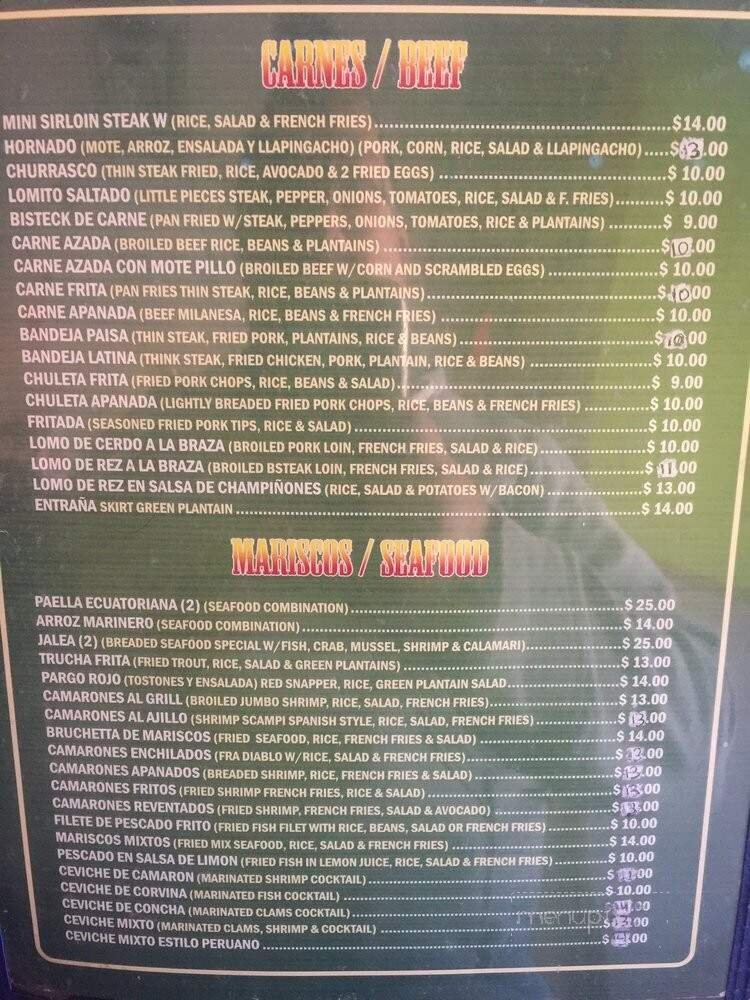 CARNES / BEEF
MINI SIRLOIN STEAK W (RICE, SALAD & FRENCH FRIES) $14.00
HORNADO (MOTE, ARROZ, ENSALADA Y LLAPINGACHO) (PORK, CORN, RICE, SALAD & LLAPINGACHO) $13.00
CHURRASCO (THIN STEAK FRIED, RICE, AVOCADO & 2 FRIED EGGS) $ 10.00
LOMITO SALTADO (LITTLE PIECES STEAK, PEPPER, ONIONS, TOMATOES, RICE, SALAD & F. FRIES) $ 10.00
BISTECK DE CARNE (PAN FRIED W/STEAK, PEPPERS, ONIONS, TOMATOES, RICE & PLANTAINS) $ 9.00
CARNE AZADA (BROILED BEEF RICE, BEANS & PLANTAINS) $10.00
CARNE AZADA CON MOTE PILLO (BROILED BEEF W/CORN AND SCRAMBLED EGGS) $ 10.00
CARNE FRITA (PAN FRIES THIN STEAK, RICE, BEANS & PLANTAINS) $10.00
CARNE APANADA (BEEF MILANESA, RICE, BEANS & FRENCH FRIES) $ 10.00
BANDEJA PAISA (THIN STEAK, FRIED PORK, PLANTAINS, RICE & BEANS) $10.00
BANDEJA LATINA (THINK STEAK, FRIED CHICKEN, PORK, PLANTAIN, RICE & BEANS) $ 10.00
CHULETA FRITA (FRIED PORK CHOPS, RICE, BEANS & SALAD) $ 9.00
CHULETA APANADA (LIGHTLY BREADED FRIED PORK CHOPS, RICE, BEANS & FRENCH FRIES) $ 10.00
FRITADA (SEASONED FRIED PORK TIPS, RICE & SALAD) $ 10.00
LOMO DE CERDO A LA BRAZA (BROILED PORK LOIN, FRENCH FRIES, SALAD & RICE) $ 10.00
LOMO DE REZ A LA BRAZA (BROILED BSTEAK LOIN, FRENCH FRIES, SALAD & RICE) $ 11.00
LOMO DE REZ EN SALSA DE CHAMPIÑONES (RICE, SALAD & POTATOES W/BACON) $ 13.00
ENTRAÑA SKIRT GREEN PLANTAIN $ 14.00
MARISCOS / SEAFOOD
PAELLA ECUATORIANA (2) (SEAFOOD COMBINATION) $ 25.00
ARROZ MARINERO (SEAFOOD COMBINATION) $ 14.00
JALEA (2) (BREADED SEAFOOD SPECIAL W/FISH, CRAB, MUSSEL, SHRIMP & CALAMARI) $ 25.00
TRUCHA FRITA (FRIED TROUT, RICE, SALAD & GREEN PLANTAINS) $ 13.00
PARGO ROJO (TOSTONES Y ENSALADA) RED SNAPPER, RICE, GREEN PLANTAIN SALAD $ 14.00
CAMARONES AL GRILL (BROILED JUMBO SHRIMP, RICE, SALAD, FRENCH FRIES) $ 13.00
CAMARONES AL AJILLO (SHRIMP SCAMPI SPANISH STYLE, RICE, SALAD, FRENCH FRIES) $ 13.00
BRUCHETTA DE MARISCOS (FRIED SEAFOOD, RICE, FRENCH FRIES & SALAD) $ 14.00
CAMARONES ENCHILADOS (FRA DIABLO W/RICE, SALAD & FRENCH FRIES)
CAMARONES APANADOS (BREADED SHRIMP, RICE, FRENCH FRIES & SALAD) $13.00
CAMARONES FRITOS (FRIED SHRIMP FRENCH FRIES, RICE & SALAD) $13.00
CAMARONES REVENTADOS (FRIED SHRIMP, FRENCH FRIES, SALAD & AVOCADO) $13.00
FILETE DE PESCADO FRITO (FRIED FISH FILET WITH RICE, BEANS, SALAD OR FRENCH FRIES) $ 10.00
MARISCOS MIXTOS (FRIED MIX SEAFOOD, RICE, SALAD & FRENCH FRIES) $ 14.00
PESCADO EN SALSA DE LIMON (FRIED FISH IN LEMON JUICE, RICE, SALAD & FRENCH FRIES) $ 10.00
CEVICHE DE CAMARON (MARINATED SHRIMP COCKTAIL)
CEVICHE DE CORVINA (MARINATED FISH COCKTAIL) $ 10.00
CEVICHE DE CONCHA (MARINATED CLAMS COCKTAIL)
CEVICHE MIXTO (MARINATED CLAMS, SHRIMP & COCKTAIL)
CEVICHE MIXTO ESTILO PERUANO